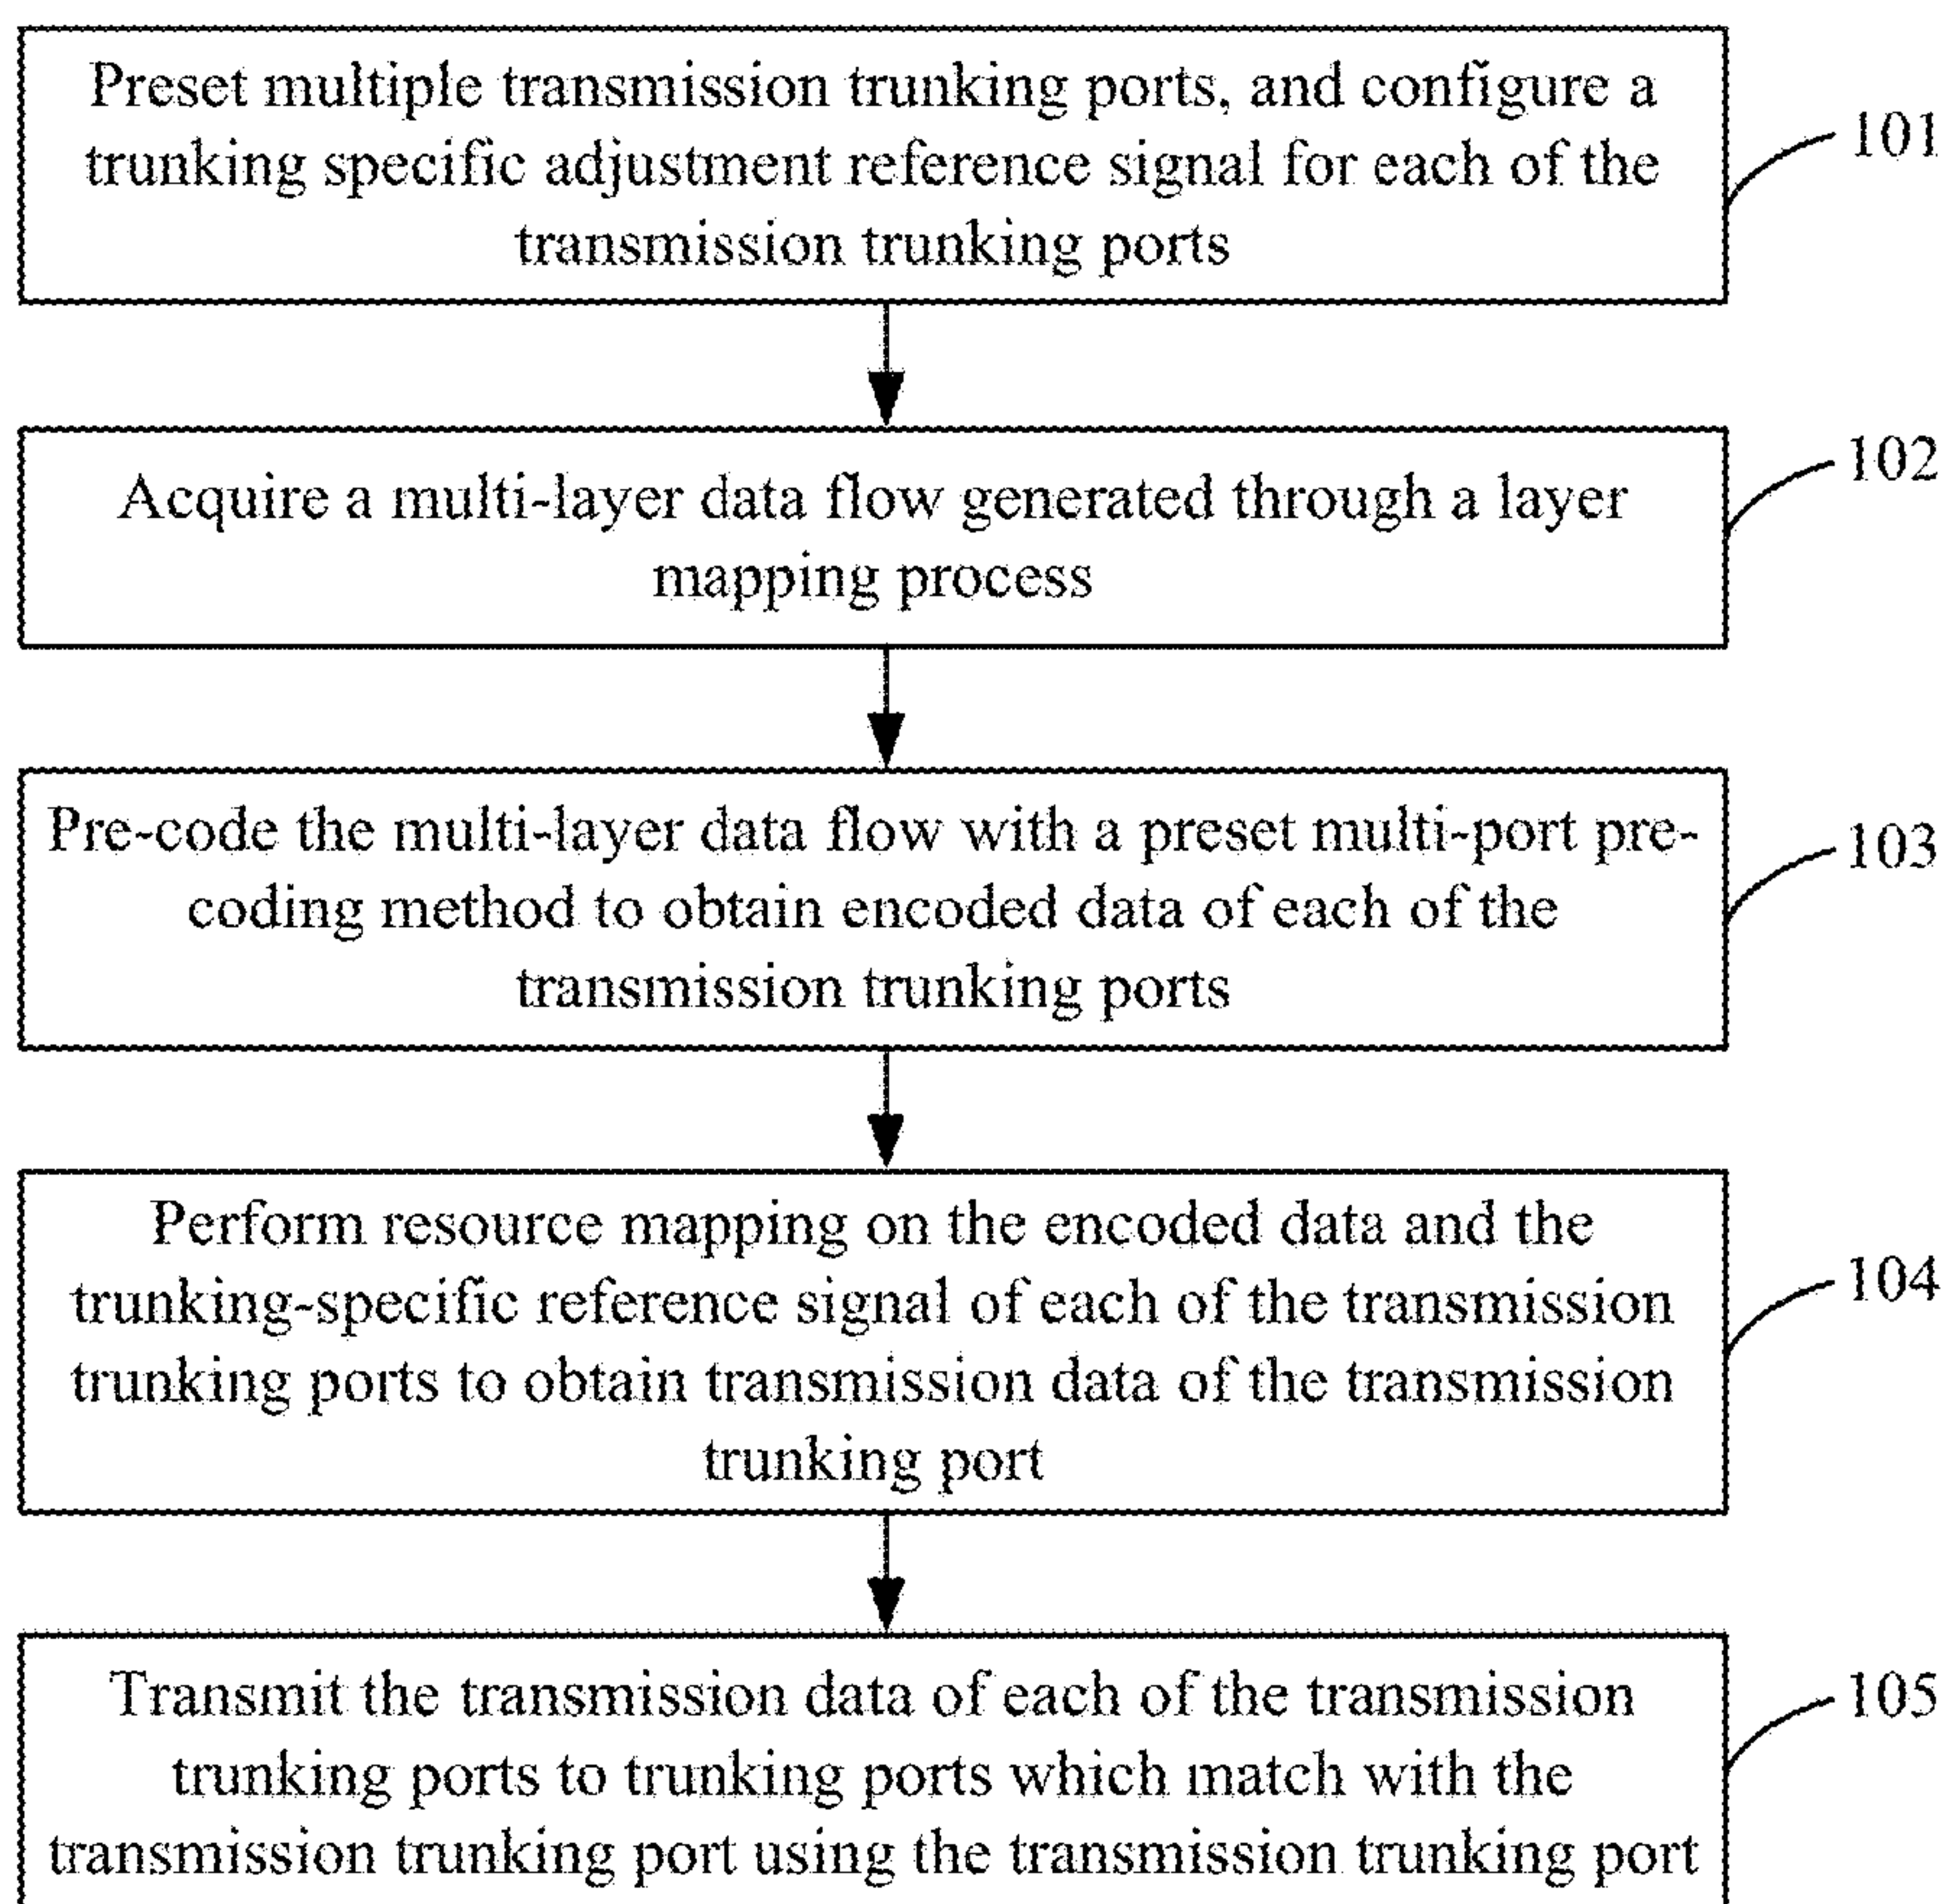 Preset multiple transmission trunking ports, and configure a
trunking specific adjustment reference signal for each of the
transmission trunking ports
101
Acquire a multi-layer data flow generated through a layer
mapping process
102
Pre-code the multi-layer data flow with a preset multi-port pre-
coding method to obtain encoded data of each of the
transmission trunking ports
103
Perform resource mapping on the encoded data and the
trunking-specific reference signal of each of the transmission
trunking ports to obtain transmission data of the transmission
trunking port
104
Transmit the transmission data of each of the transmission
trunking ports to trunking ports which match with the
transmission trunking port using the transmission trunking port
105